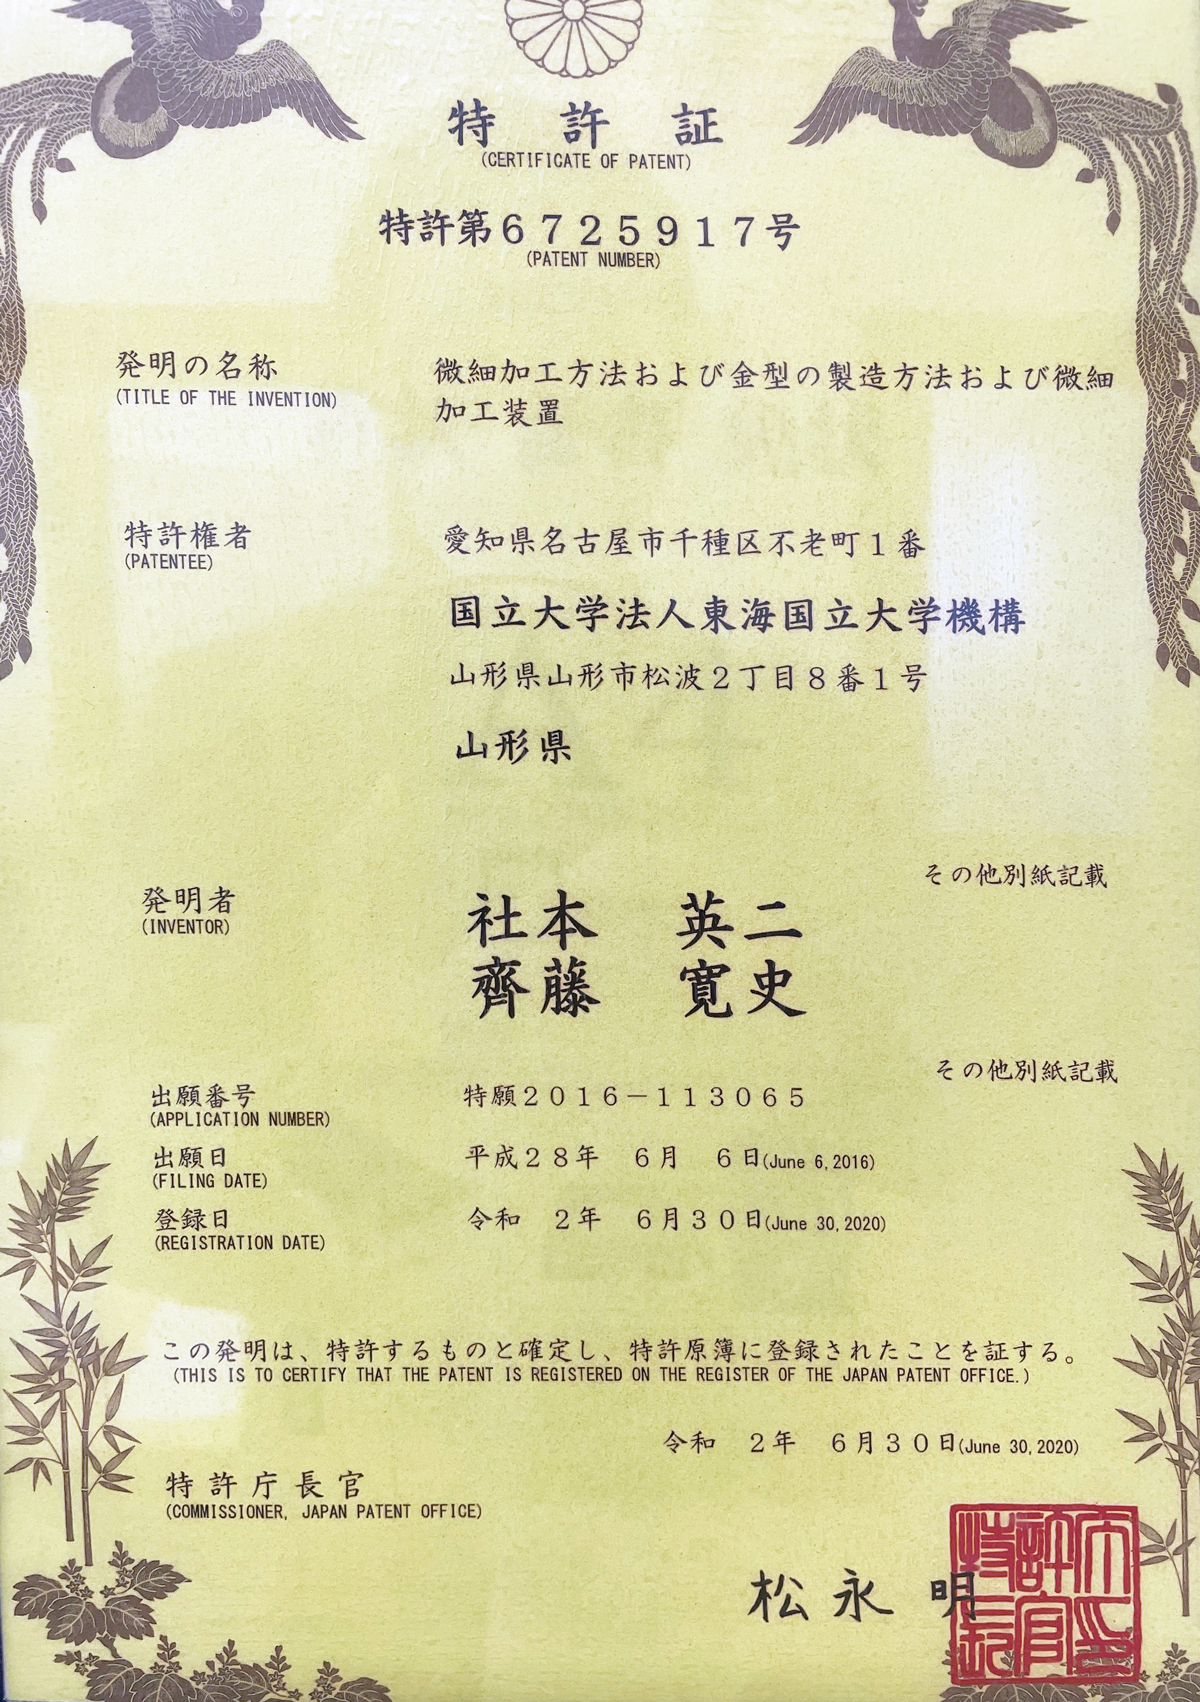 特許証
(CERTIFICATE OF PATENT)
特許第６７２５９１７号
(PATENT NUMBER)
発明の名称
(TITLE OF THE INVENTION)
微細加工方法および金型の製造方法および微細
加工装置
特許権者
(PATENTEE)
愛知県名古屋市千種区不老町１番
国立大学法人東海国立大学機構
山形県山形市松波２丁目８番１号
山形県
その他別紙記載
発明者
(INVENTOR)
社本　英二
齊藤　寛史
その他別紙記載
出願番号
(APPLICATION NUMBER)
特願２０１６－１１３０６５
出願日
(FILING DATE)
平成２８年　６月　６日(June 6,2016)
登録日
(REGISTRATION DATE)
令和　２年　６月３０日(June 30,2020)
この発明は、特許するものと確定し、特許原簿に登録されたことを証する。
(THIS IS TO CERTIFY THAT THE PATENT IS REGISTERED ON THE REGISTER OF THE JAPAN PATENT OFFICE.)
令和　２年　６月３０日(June 30,2020)
特許庁長官
(COMMISSIONER, JAPAN PATENT OFFICE)
松永　明